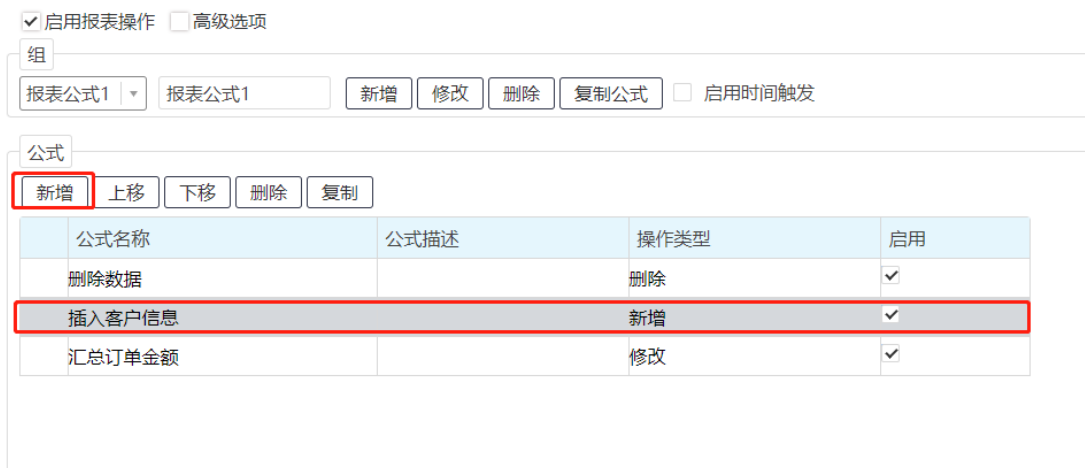 启用报表操作 高级选项
组
报表公式1 报表公式1 新增 修改 删除 复制公式 启用时间触发
公式
新增 上移 下移 删除 复制
公式名称 公式描述 操作类型 启用
删除数据 删除
插入客户信息 新增
汇总订单金额 修改